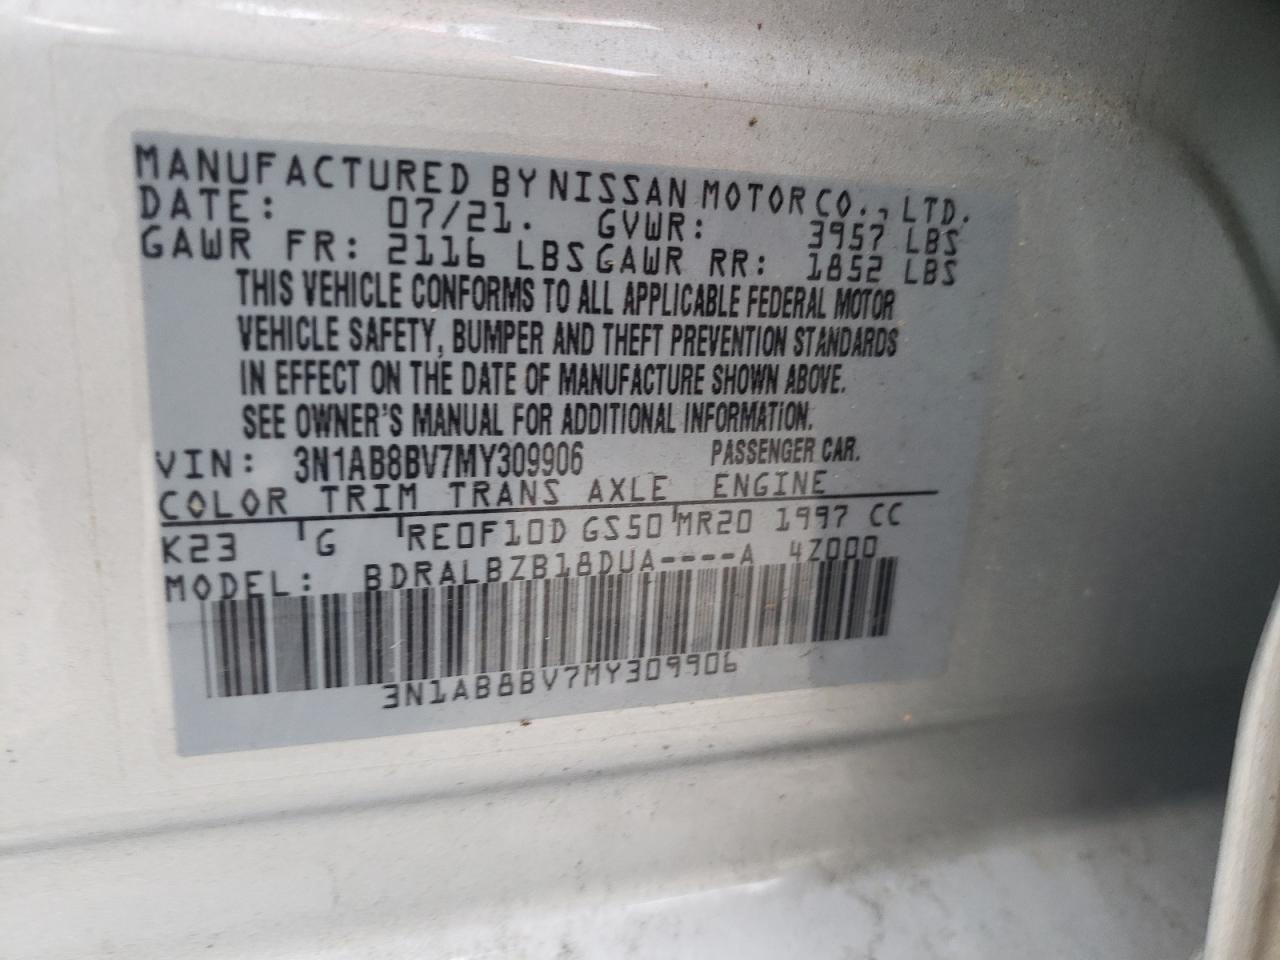 MANUFACTURED BY NISSAN MOTOR CO., LTD.
DATE: 07/21. GVWR: 3957 LBS
GAWR FR: 2116 LBS GAWR RR: 1852 LBS
THIS VEHICLE CONFORMS TO ALL APPLICABLE FEDERAL MOTOR
VEHICLE SAFETY, BUMPER AND THEFT PREVENTION STANDARDS
IN EFFECT ON THE DATE OF MANUFACTURE SHOWN ABOVE.
SEE OWNER'S MANUAL FOR ADDITIONAL INFORMATION.
VIN: 3N1AB8BV7MY309906 PASSENGER CAR.
COLOR TRIM TRANS AXLE ENGINE
K23 G RE0F10D GS50 MR20 1997 CC
MODEL: BDRALBZB18DUA----A 4Z000
3N1AB8BV7MY309906